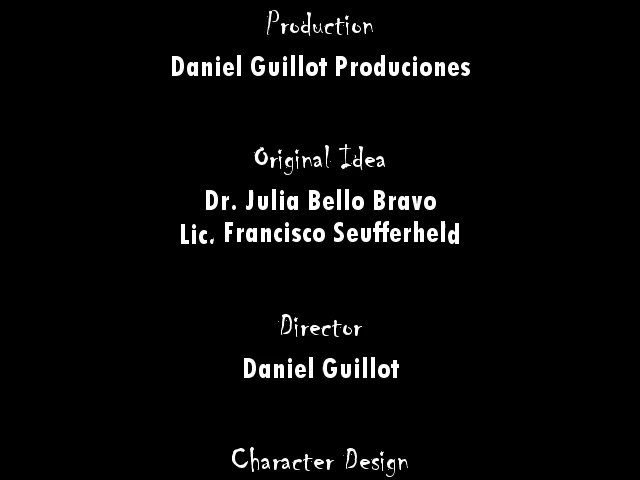 Production
Daniel Guillot Produciones
Original Idea
Dr. Julia Bello Bravo
Lic. Francisco Seufferheld
Director
Daniel Guillot
Character Design